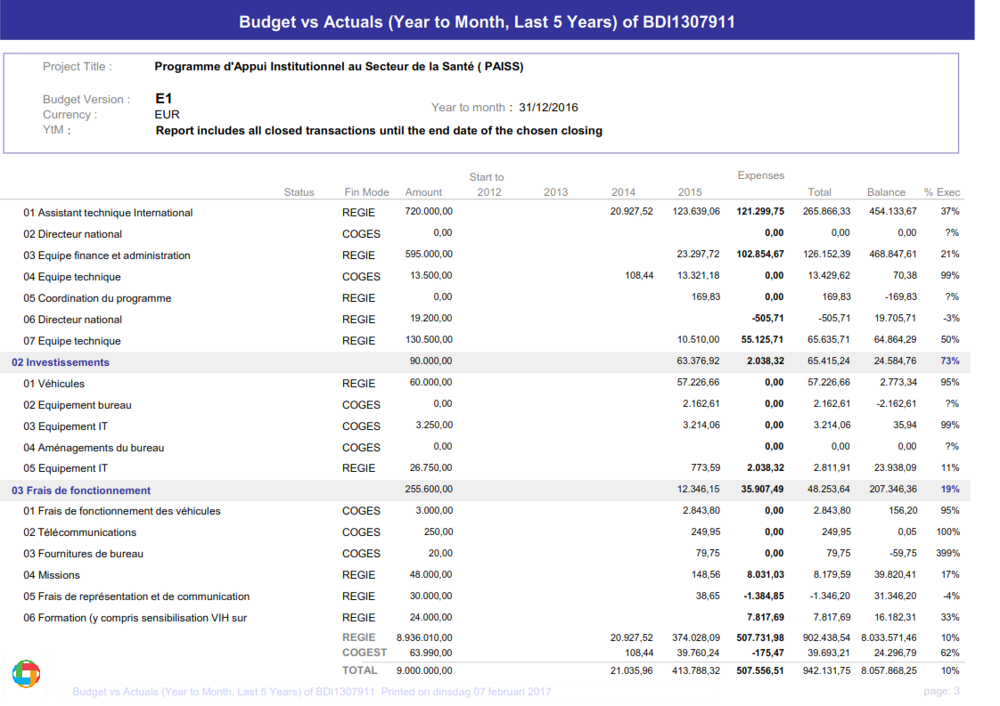 Budget vs Actuals (Year to Month, Last 5 Years) of BDI1307911
Project Title : Programme d'Appui Institutionnel au Secteur de la Santé ( PAISS)
Budget Version : E1
Year to month : 31/12/2016
Currency : EUR
YtM : Report includes all closed transactions until the end date of the chosen closing
Start to Expenses
Status Fin Mode Amount 2012 2013 2014 2015 Total Balance % Exec
01 Assistant technique International REGIE 720.000,00 20.927,52 123.639,06 121.299,75 265.866,33 454.133,67 37%
02 Directeur national COGES 0,00 0,00 0,00 0,00 ?%
03 Equipe finance et administration REGIE 595.000,00 23.297,72 102.854,67 126.152,39 468.847,61 21%
04 Equipe technique COGES 13.500,00 108,44 13.321,18 0,00 13.429,62 70,38 99%
05 Coordination du programme REGIE 0,00 169,83 0,00 169,83 -169,83 ?%
06 Directeur national REGIE 19.200,00 -505,71 -505,71 19.705,71 -3%
07 Equipe technique REGIE 130.500,00 10.510,00 55.125,71 65.635,71 64.864,29 50%
02 Investissements 90.000,00 63.376,92 2.038,32 65.415,24 24.584,76 73%
01 Véhicules REGIE 60.000,00 57.226,66 0,00 57.226,66 2.773,34 95%
02 Equipement bureau COGES 0,00 2.162,61 0,00 2.162,61 -2.162,61 ?%
03 Equipement IT COGES 3.250,00 3.214,06 0,00 3.214,06 35,94 99%
04 Aménagements du bureau COGES 0,00 0,00 0,00 0,00 ?%
05 Equipement IT REGIE 26.750,00 773,59 2.038,32 2.811,91 23.938,09 11%
03 Frais de fonctionnement 255.600,00 12.346,15 35.907,49 48.253,64 207.346,36 19%
01 Frais de fonctionnement des véhicules COGES 3.000,00 2.843,80 0,00 2.843,80 156,20 95%
02 Télécommunications COGES 250,00 249,95 0,00 249,95 0,05 100%
03 Fournitures de bureau COGES 20,00 79,75 0,00 79,75 -59,75 399%
04 Missions REGIE 48.000,00 148,56 8.031,03 8.179,59 39.820,41 17%
05 Frais de représentation et de communication REGIE 30.000,00 38,65 -1.384,85 -1.346,20 31.346,20 -4%
06 Formation (y compris sensibilisation VIH sur REGIE 24.000,00 7.817,69 7.817,69 16.182,31 33%
REGIE 8.936.010,00 20.927,52 374.028,09 507.731,98 902.438,54 8.033.571,46 10%
COGEST 63.990,00 108,44 39.760,24 -175,47 39.693,21 24.296,79 62%
TOTAL 9.000.000,00 21.035,96 413.788,32 507.556,51 942.131,75 8.057.868,25 10%
Budget vs Actuals (Year to Month, Last 5 Years) of BDI1307911 Printed on dinsdag 07 februari 2017
page: 3